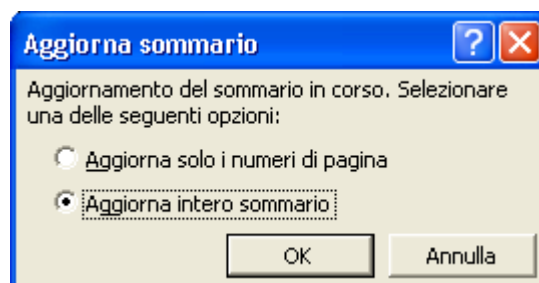 Aggiorna sommario
Aggiornamento del sommario in corso. Selezionare
una delle seguenti opzioni:
Aggiorna solo i numeri di pagina
Aggiorna intero sommario
OK Annulla